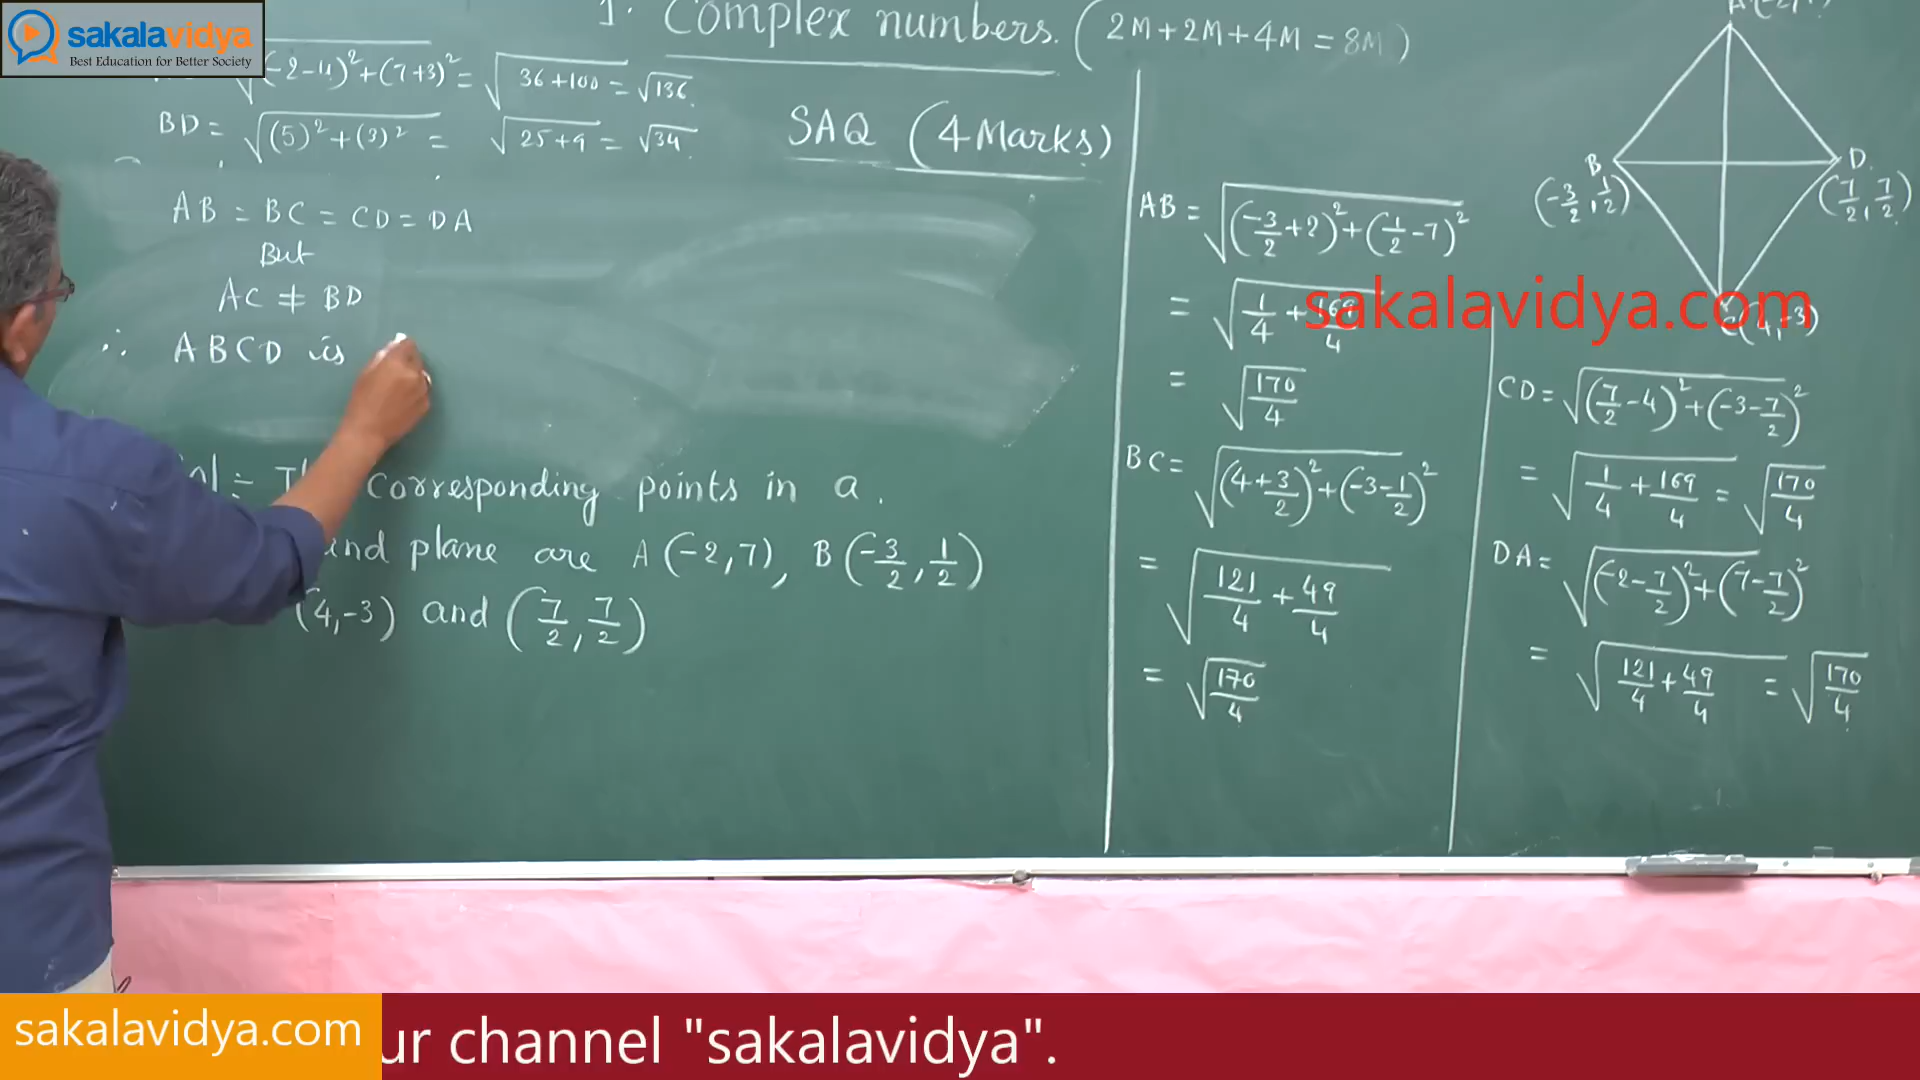 sakalavidya
Best Education for Better Society
1. Complex numbers. (2M+2M+4M = 8M)
√(-2-4)²+(7+3)² = √36+100 = √136.
BD = √(5)²+(3)² = √25+9 = √34.
SAQ (4 Marks)
AB = BC = CD = DA
But
AC ≠ BD
∴ ABCD is
corresponding points in a.
plane are A(-2,7), B(-3/2, 1/2)
(4,-3) and (7/2, 7/2)
AB = √(-3/2+2)²+(1/2-7)²
= √1/4+169/4
= √170/4
BC = √(4+3/2)²+(-3-1/2)²
= √121/4+49/4
= √170/4
B
(-3/2, 1/2)
D.
(7/2, 7/2)
(4,-3)
sakalavidya.com
CD = √(7/2-4)²+(-3-7/2)²
= √1/4+169/4 = √170/4
DA = √(-2-7/2)²+(7-7/2)²
= √121/4+49/4 = √170/4
sakalavidya.com
ur channel "sakalavidya".